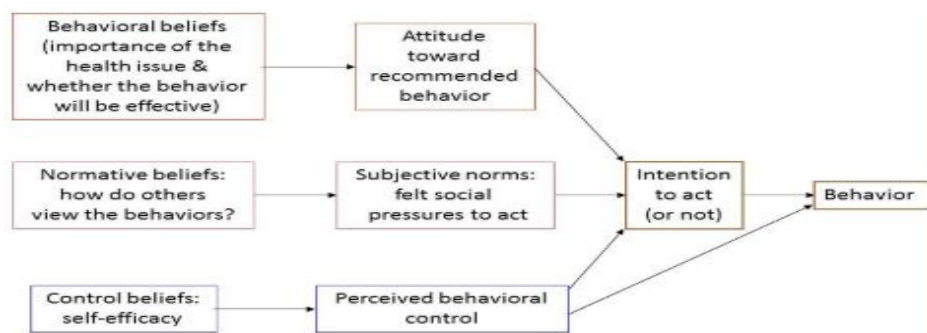 Behavioral beliefs
(importance of the
health issue &
whether the behavior
will be effective)
Attitude
toward
recommended
behavior
Normative beliefs:
how do others
view the behaviors?
Subjective norms:
felt social
pressures to act
Intention
to act
(or not)
Behavior
Control beliefs:
self-efficacy
Perceived behavioral
control